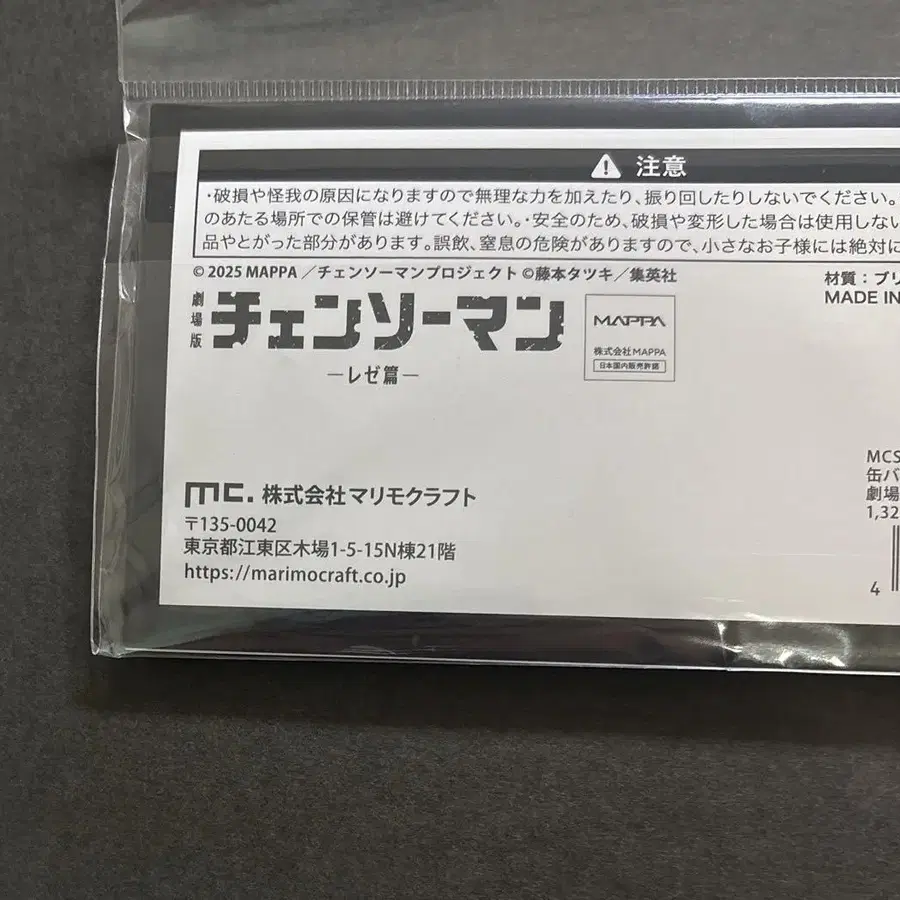 注意
・破損や怪我の原因になりますので無理な力を加えたり、振り回したりしないでください。
のあたる場所での保管は避けてください。・安全のため、破損や変形した場合は使用しない
品やとがった部分があります。誤飲、窒息の危険がありますので、小さなお子様には絶対に
© 2025 MAPPA／チェンソーマンプロジェクト ©藤本タツキ／集英社
材質：ブリ
MADE IN
劇場版 チェンソーマン
―レゼ篇―
MAPPA
株式会社MAPPA
日本国内販売許諾
MCS
缶バ
劇場
1,32
mc. 株式会社マリモクラフト
〒135-0042
東京都江東区木場1-5-15N棟21階
https://marimocraft.co.jp
4